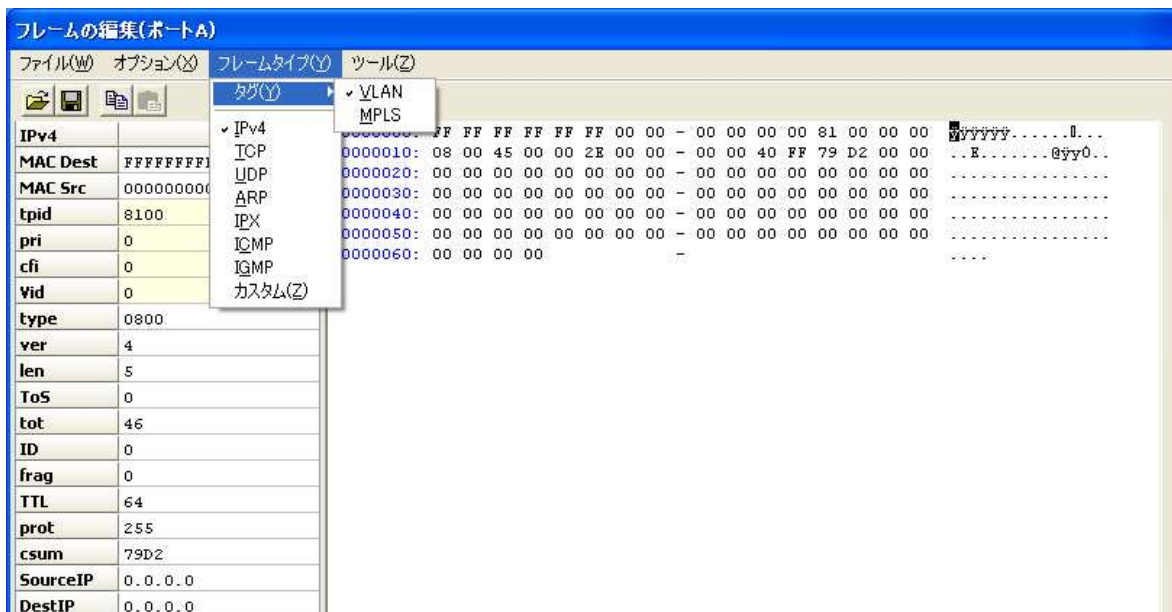 フレームの編集(ポートA)
ファイル(W) オプション(X) フレームタイプ(Y) ツール(Z)
タグ(Y)
VLAN
MPLS
IPv4
TCP
UDP
ARP
IPX
ICMP
IGMP
カスタム(Z)
IPv4
MAC Dest FFFFFFFF
MAC Src 000000000
tpid 8100
pri 0
cfi 0
Vid 0
type 0800
ver 4
len 5
ToS 0
tot 46
ID 0
frag 0
TTL 64
prot 255
csum 79D2
SourceIP 0.0.0.0
DestIP 0.0.0.0
0000000: FF FF FF FF FF FF 00 00 - 00 00 00 00 81 00 00 00 ÿÿÿÿÿÿ......
0000010: 08 00 45 00 00 2E 00 00 - 00 00 40 FF 79 D2 00 00 ..E.......@ÿyÒ..
0000020: 00 00 00 00 00 00 00 00 - 00 00 00 00 00 00 00 00 ................
0000030: 00 00 00 00 00 00 00 00 - 00 00 00 00 00 00 00 00 ................
0000040: 00 00 00 00 00 00 00 00 - 00 00 00 00 00 00 00 00 ................
0000050: 00 00 00 00 00 00 00 00 - 00 00 00 00 00 00 00 00 ................
0000060: 00 00 00 00 - ....